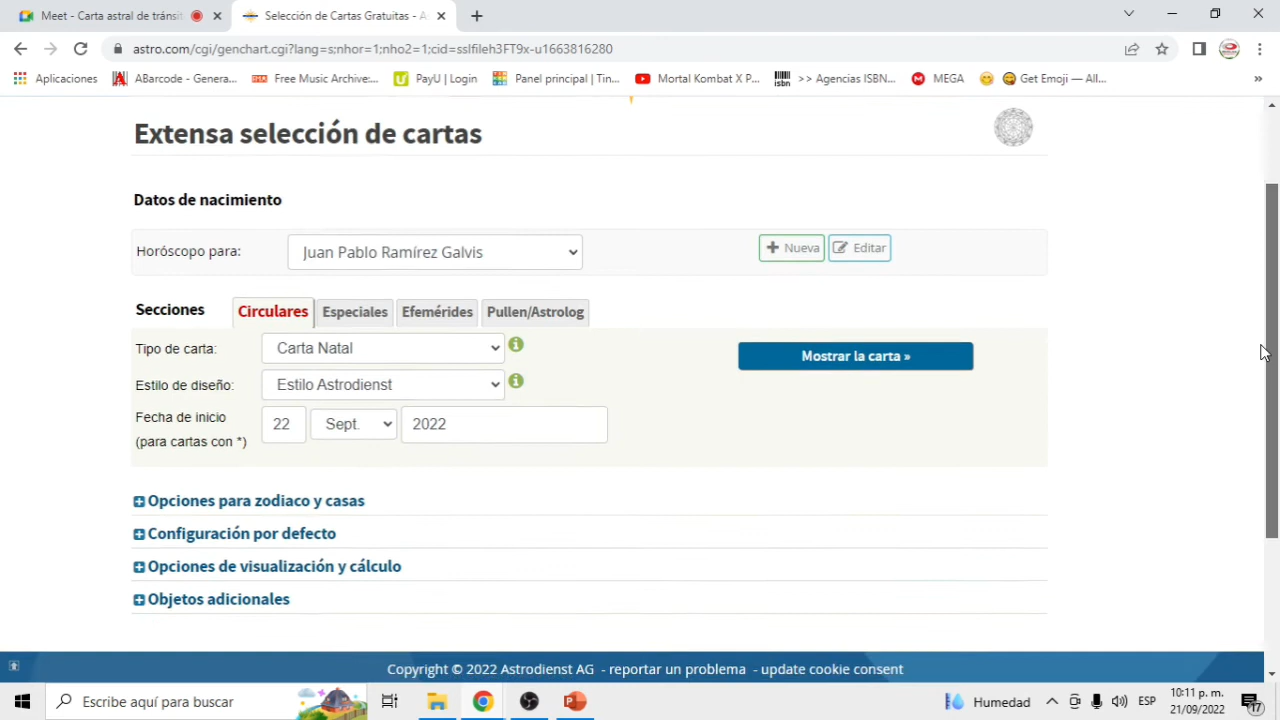 Meet - Carta astral de tránsit
Selección de Cartas Gratuitas - A
astro.com/cgi/genchart.cgi?lang=s;nhor=1;nho2=1;cid=sslfileh3FT9x-u1663816280
Aplicaciones
ABarcode - Genera...
Free Music Archive:...
PayU | Login
Panel principal | Tin...
Mortal Kombat X P...
isbn
>> Agencias ISBN...
MEGA
Get Emoji — All...
»
Extensa selección de cartas
Datos de nacimiento
Horóscopo para:
Juan Pablo Ramírez Galvis
Nueva
Editar
Secciones
Circulares
Especiales
Efemérides
Pullen/Astrolog
Tipo de carta:
Carta Natal
Mostrar la carta »
Estilo de diseño:
Estilo Astrodienst
Fecha de inicio
(para cartas con *)
22
Sept.
2022
Opciones para zodiaco y casas
Configuración por defecto
Opciones de visualización y cálculo
Objetos adicionales
Copyright © 2022 Astrodienst AG - reportar un problema - update cookie consent
Escribe aquí para buscar
Humedad
ESP
10:11 p. m.
21/09/2022
17